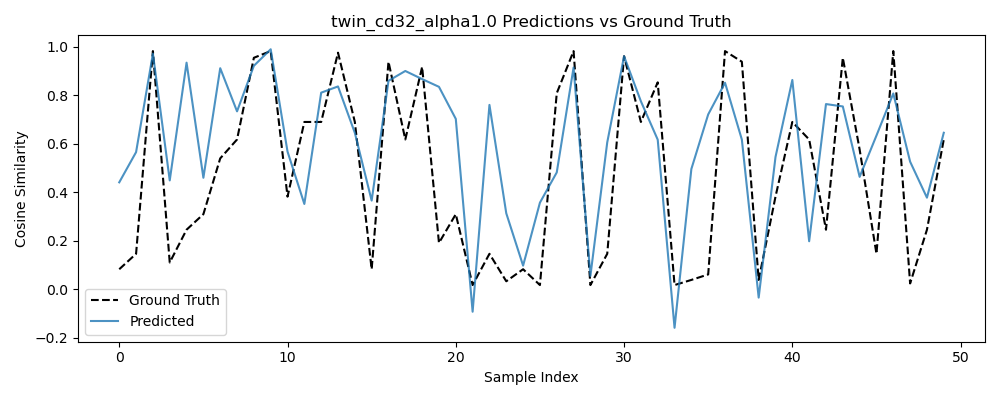 twin_cd32_alpha1.0 Predictions vs Ground Truth
Cosine Similarity
1.0
0.8
0.6
0.4
0.2
0.0
−0.2
Ground Truth
Predicted
0 10 20 30 40 50
Sample Index